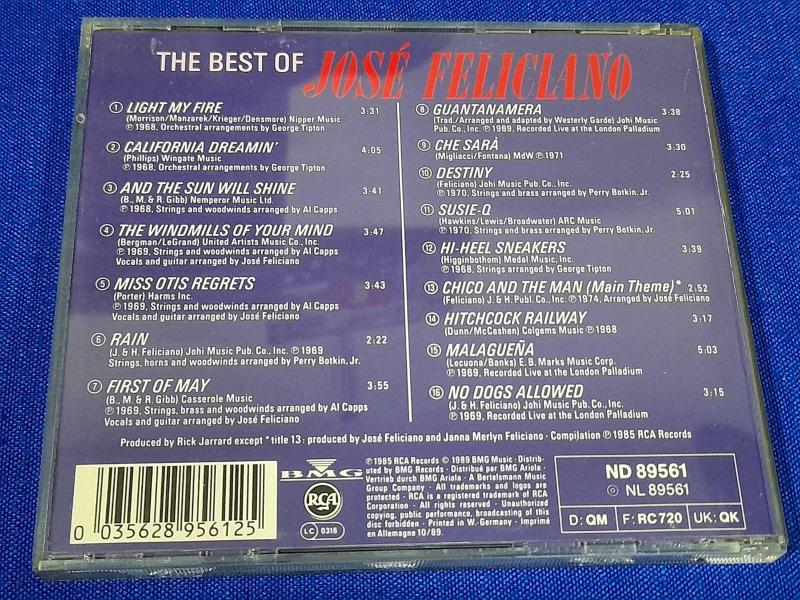 THE BEST OF JOSÉ FELICIANO
① LIGHT MY FIRE 3:31
(Morrison/Manzarek/Krieger/Densmore) Nipper Music
℗ 1968, Orchestral arrangements by George Tipton
② CALIFORNIA DREAMIN' 4:05
(Phillips) Wingate Music
℗ 1968, Orchestral arrangements by George Tipton
③ AND THE SUN WILL SHINE 3:41
(B., M. & R. Gibb) Nemperor Music Ltd.
℗ 1968, Strings and woodwinds arranged by Al Capps
④ THE WINDMILLS OF YOUR MIND 3:47
(Bergman/LeGrand) United Artists Music Co., Inc.
℗ 1969, Strings and woodwinds arranged by Al Capps
Vocals and guitar arranged by José Feliciano
⑤ MISS OTIS REGRETS 3:43
(Porter) Harms Inc.
℗ 1969, Strings and woodwinds arranged by Al Capps
Vocals and guitar arranged by José Feliciano
⑥ RAIN 2:22
(J. & H. Feliciano) Johi Music Pub. Co., Inc. ℗ 1969
Strings, horns and woodwinds arranged by Perry Botkin, Jr.
⑦ FIRST OF MAY 3:55
(B., M. & R. Gibb) Casserole Music
℗ 1969, Strings, brass and woodwinds arranged by Al Capps
Vocals and guitar arranged by José Feliciano
⑧ GUANTANAMERA 3:38
(Trad./Arranged and adapted by Westerly Garde) Johi Music
Pub. Co., Inc. ℗ 1969, Recorded Live at the London Palladium
⑨ CHE SARÀ 3:30
(Migliacci/Fontana) MdW ℗ 1971
⑩ DESTINY 2:25
(Feliciano) Johi Music Pub. Co., Inc.
℗ 1970, Strings and brass arranged by Perry Botkin, Jr.
⑪ SUSIE-Q 5:01
(Hawkins/Lewis/Broadwater) ARC Music
℗ 1970, Strings and brass arranged by Perry Botkin, Jr.
⑫ HI-HEEL SNEAKERS 3:39
(Higginbothom) Medal Music, Inc.
℗ 1968, Strings and woodwinds arranged by George Tipton
⑬ CHICO AND THE MAN (Main Theme)* 2:52
(Feliciano) J. & H. Publ. Co., Inc. ℗ 1974, Arranged by José Feliciano
⑭ HITCHCOCK RAILWAY 3:17
(Dunn/McCashen) Colgems Music ℗ 1968
⑮ MALAGUEÑA 5:03
(Lecuona/Banks) E. B. Marks Music Corp.
℗ 1969, Recorded Live at the London Palladium
⑯ NO DOGS ALLOWED 3:15
(J. & H. Feliciano) Johi Music Pub. Co., Inc.
℗ 1969, Recorded Live at the London Palladium
Produced by Rick Jarrard except *title 13: produced by José Feliciano and Janna Merlyn Feliciano · Compilation ℗ 1985 RCA Records
0 035628 956125
BMG
RCA
LC 0316
℗ 1985 RCA Records © 1989 BMG Music · Distrib-
uted by BMG Records · Distribué par BMG Ariola ·
Vertrieb durch BMG Ariola · A Bertelsmann Music
Group Company · All trademarks and logos are
protected · RCA is a registered trademark of RCA
Corporation · All rights reserved · Unauthorized
copying, public performance, broadcasting of this
disc forbidden · Printed in W. Germany · Imprimé
en Allemagne 10/89.
ND 89561
NL 89561
D: QM F: RC 720 UK: QK